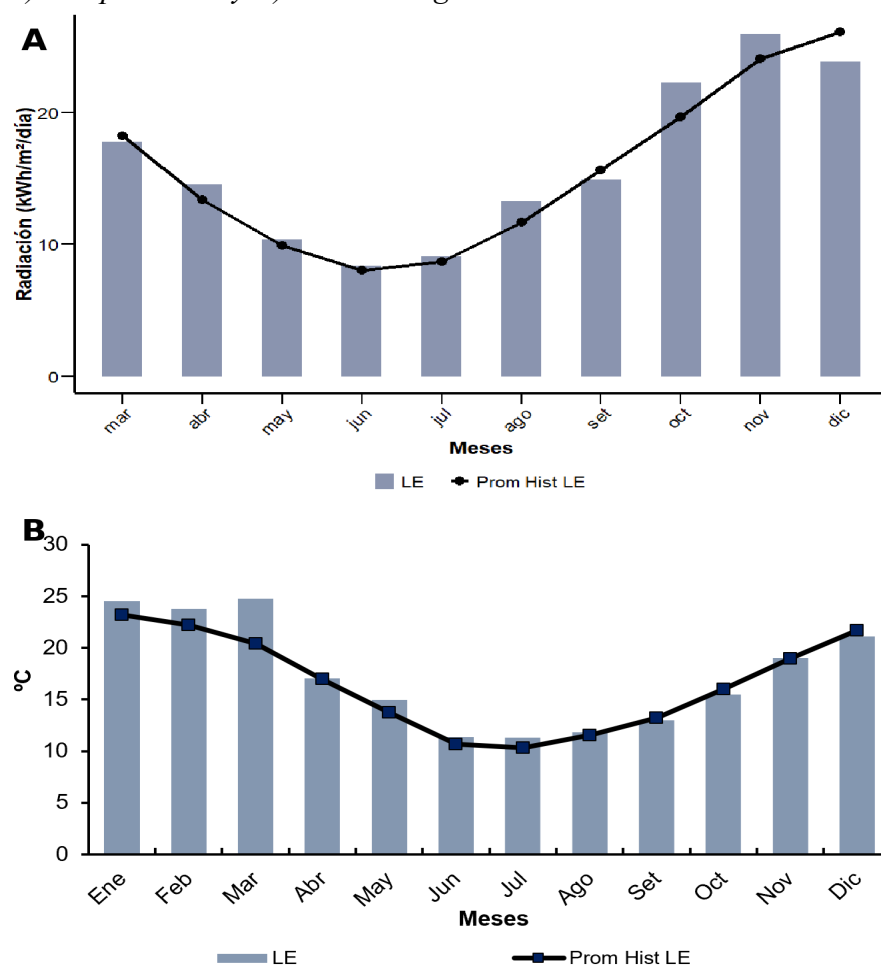 A
Radiación (kWh/m²/día)
20
10
0
mar abr may jun jul ago set oct nov dic
Meses
LE Prom Hist LE
B
ºC
30
25
20
15
10
5
0
Ene Feb Mar Abr May Jun Jul Ago Set Oct Nov Dic
Meses
LE Prom Hist LE